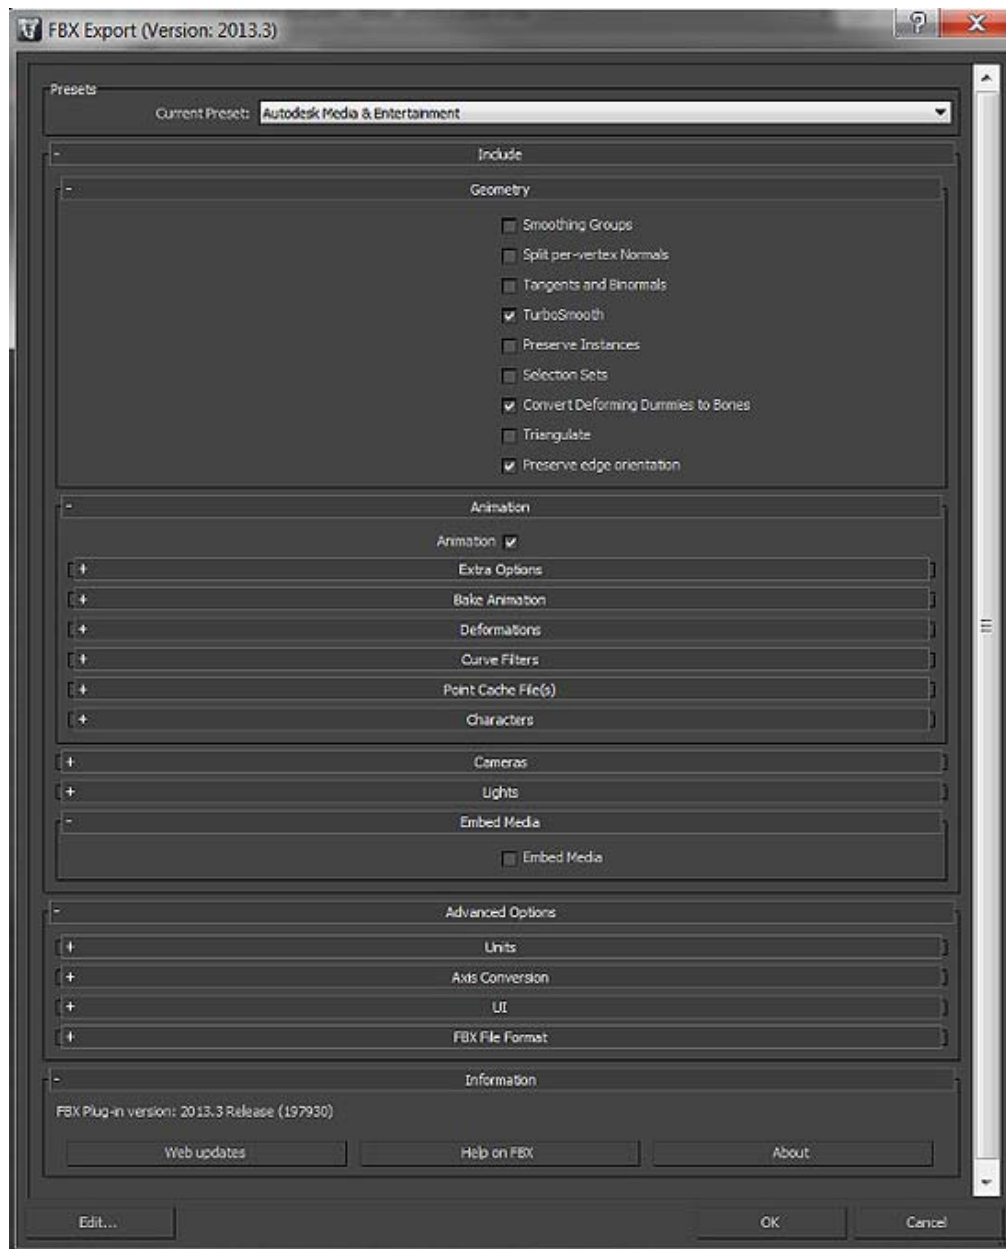 FBX Export (Version: 2013.3)
Presets
Current Preset: Autodesk Media & Entertainment
Include
Geometry
Smoothing Groups
Split per-vertex Normals
Tangents and Binormals
TurboSmooth
Preserve Instances
Selection Sets
Convert Deforming Dummies to Bones
Triangulate
Preserve edge orientation
Animation
Animation
Extra Options
Bake Animation
Deformations
Curve Filters
Point Cache File(s)
Characters
Cameras
Lights
Embed Media
Embed Media
Advanced Options
Units
Axis Conversion
UI
FBX File Format
Information
FBX Plug-in version: 2013.3 Release (197930)
Web updates Help on FBX About
Edit... OK Cancel